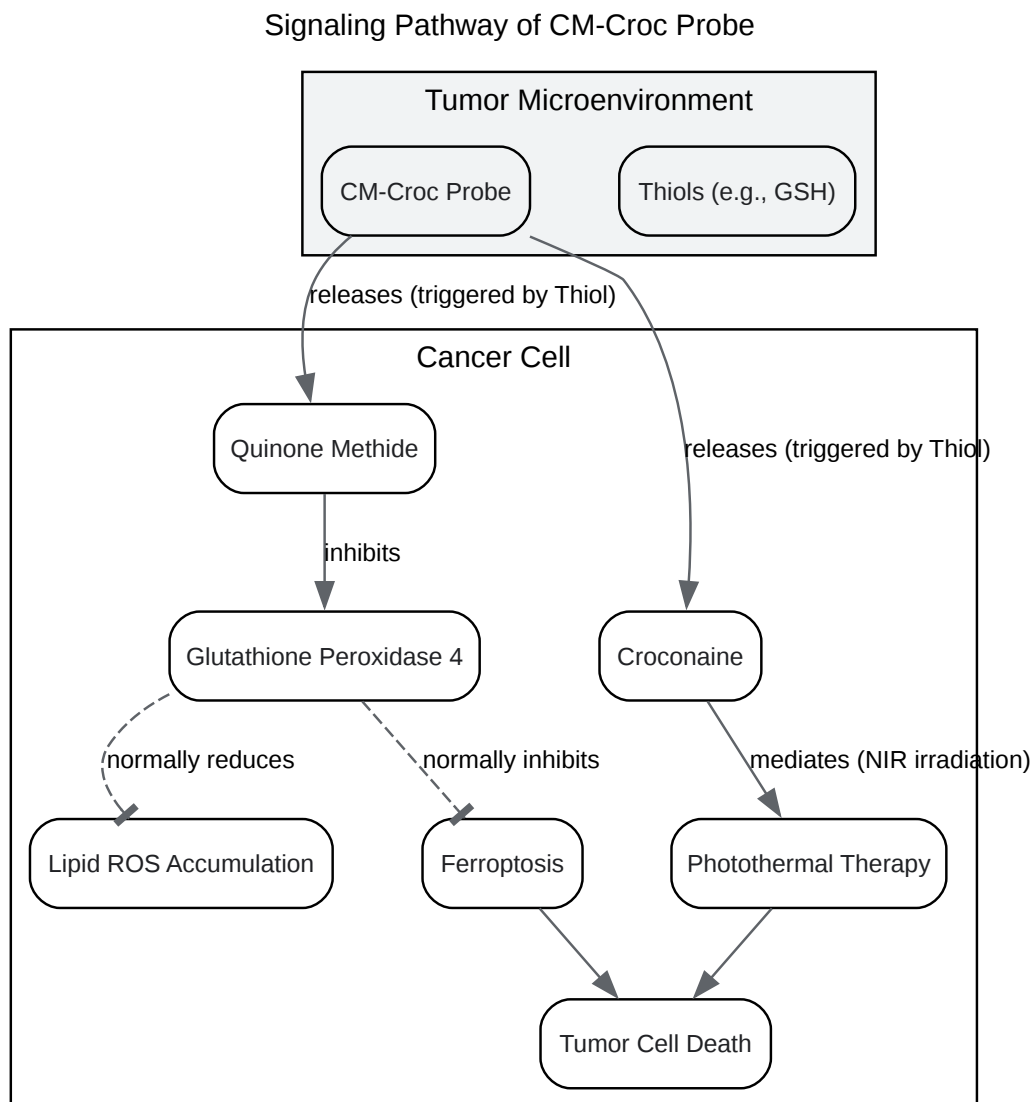 Signaling Pathway of CM-Croc Probe
Tumor Microenvironment
CM-Croc Probe
Thiols (e.g., GSH)
releases (triggered by Thiol)
Cancer Cell
Quinone Methide
releases (triggered by Thiol)
inhibits
Glutathione Peroxidase 4
Croconaine
normally reduces
normally inhibits
mediates (NIR irradiation)
Lipid ROS Accumulation
Ferroptosis
Photothermal Therapy
Tumor Cell Death